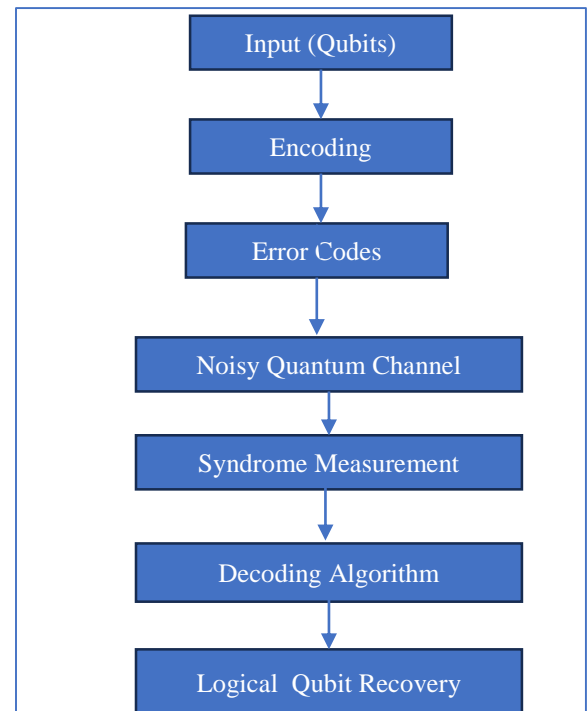 Input (Qubits)
Encoding
Error Codes
Noisy Quantum Channel
Syndrome Measurement
Decoding Algorithm
Logical Qubit Recovery